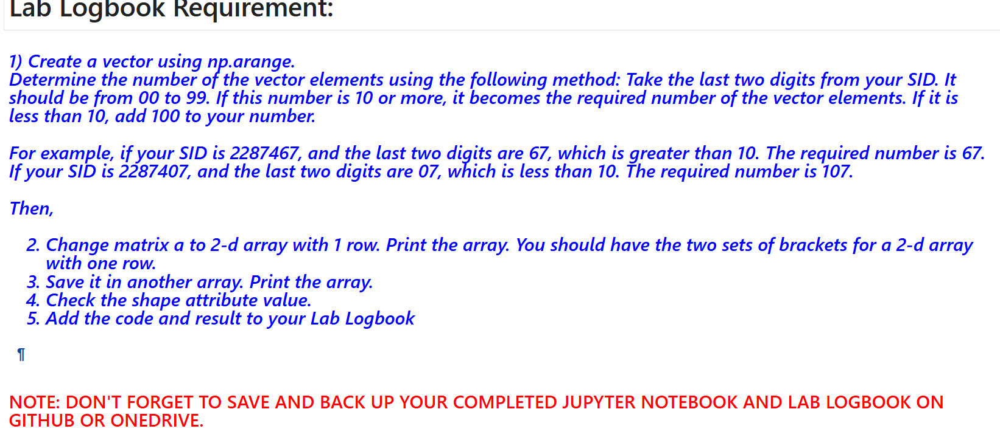 Lab Logbook Requirement:
1) Create a vector using np.arange.
Determine the number of the vector elements using the following method: Take the last two digits from your SID. It
should be from 00 to 99. If this number is 10 or more, it becomes the required number of the vector elements. If it is
less than 10, add 100 to your number.
For example, if your SID is 2287467, and the last two digits are 67, which is greater than 10. The required number is 67.
If your SID is 2287407, and the last two digits are 07, which is less than 10. The required number is 107.
Then,
2. Change matrix a to 2-d array with 1 row. Print the array. You should have the two sets of brackets for a 2-d array
with one row.
3. Save it in another array. Print the array.
4. Check the shape attribute value.
5. Add the code and result to your Lab Logbook
¶
NOTE: DON'T FORGET TO SAVE AND BACK UP YOUR COMPLETED JUPYTER NOTEBOOK AND LAB LOGBOOK ON
GITHUB OR ONEDRIVE.